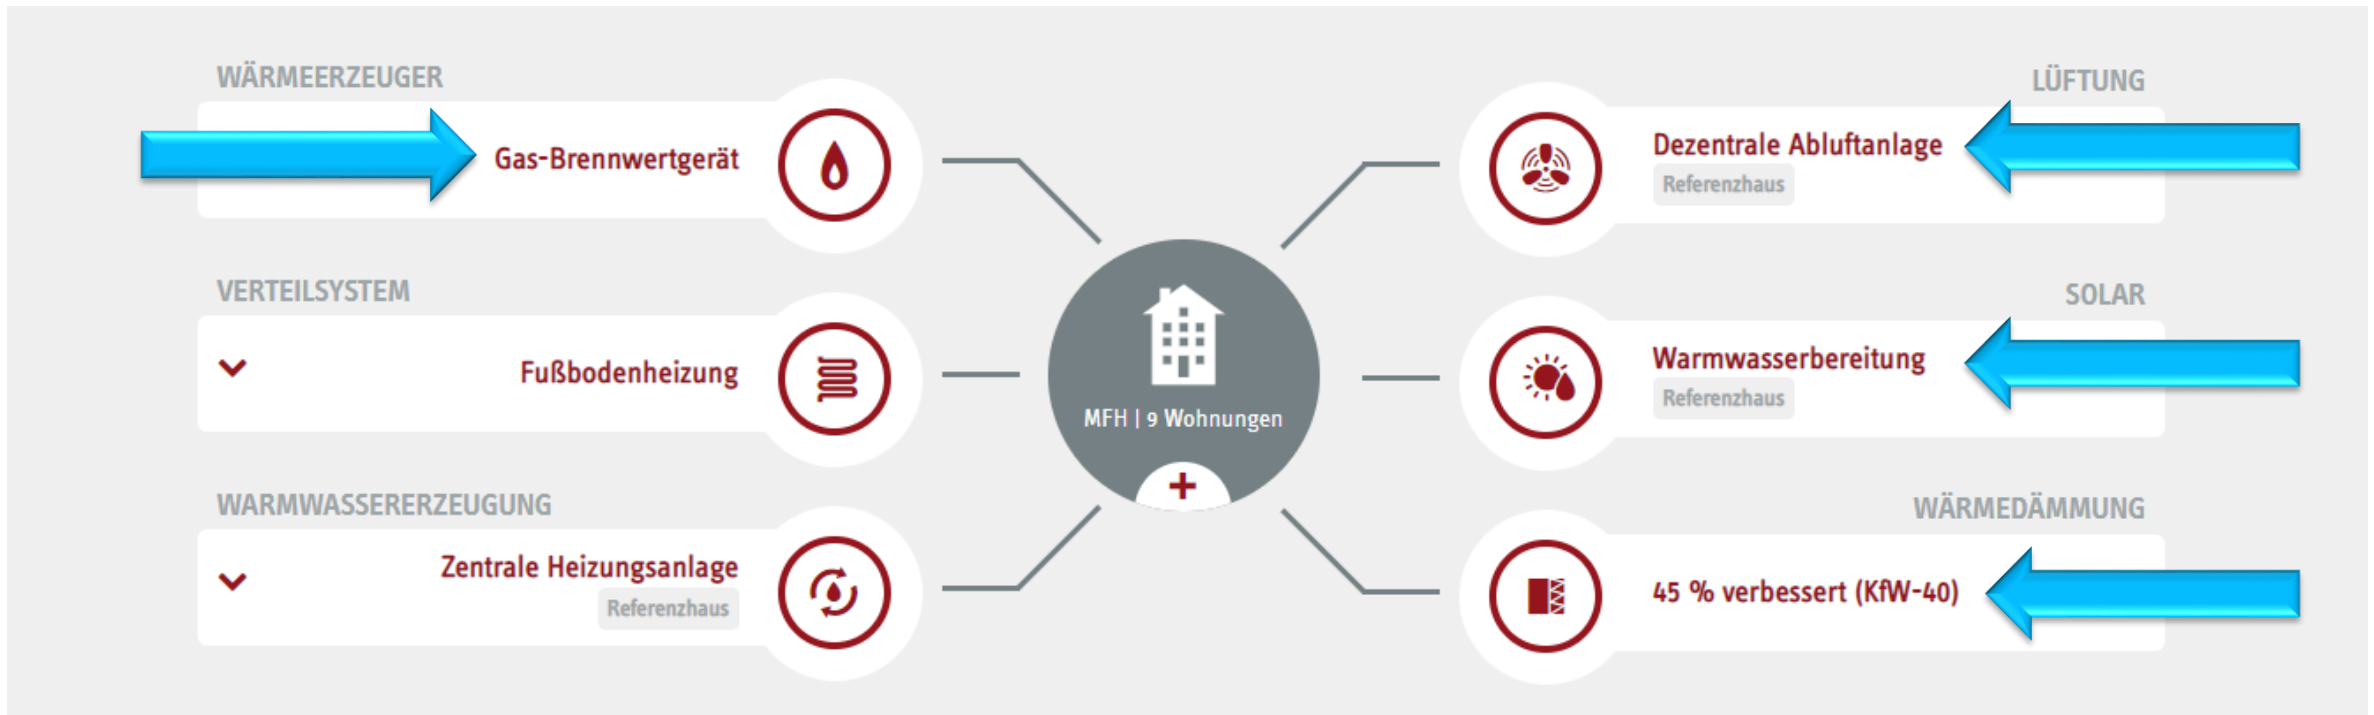 WÄRMEERZEUGER
Gas-Brennwertgerät
VERTEILSYSTEM
Fußbodenheizung
WARMWASSERERZEUGUNG
Zentrale Heizungsanlage
Referenzhaus
MFH | 9 Wohnungen
LÜFTUNG
Dezentrale Abluftanlage
Referenzhaus
SOLAR
Warmwasserbereitung
Referenzhaus
WÄRMEDÄMMUNG
45 % verbessert (KfW-40)